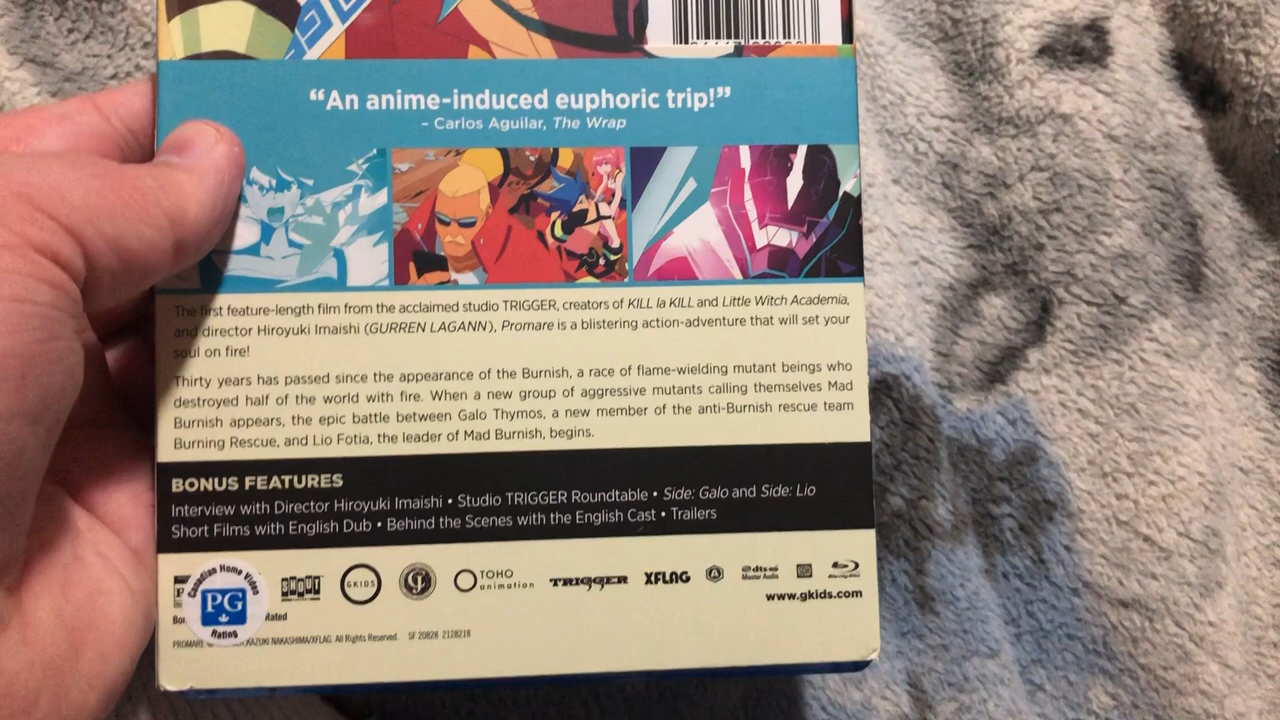 “An anime-induced euphoric trip!”
– Carlos Aguilar, The Wrap
The first feature-length film from the acclaimed studio TRIGGER, creators of KILL la KILL and Little Witch Academia,
and director Hiroyuki Imaishi (GURREN LAGANN), Promare is a blistering action-adventure that will set your
soul on fire!
Thirty years has passed since the appearance of the Burnish, a race of flame-wielding mutant beings who
destroyed half of the world with fire. When a new group of aggressive mutants calling themselves Mad
Burnish appears, the epic battle between Galo Thymos, a new member of the anti-Burnish rescue team
Burning Rescue, and Lio Fotia, the leader of Mad Burnish, begins.
BONUS FEATURES
Interview with Director Hiroyuki Imaishi • Studio TRIGGER Roundtable • Side: Galo and Side: Lio
Short Films with English Dub • Behind the Scenes with the English Cast • Trailers
Canadian Home Video
PG
Rating
SHOUT
GKIDS
TOHO
animation
TRIGGER
XFLAG
dts
Master Audio
Blu-ray Disc
www.gkids.com
Rated
PROMARE KAZUKI NAKASHIMA/XFLAG. All Rights Reserved. SF 20828 2128218